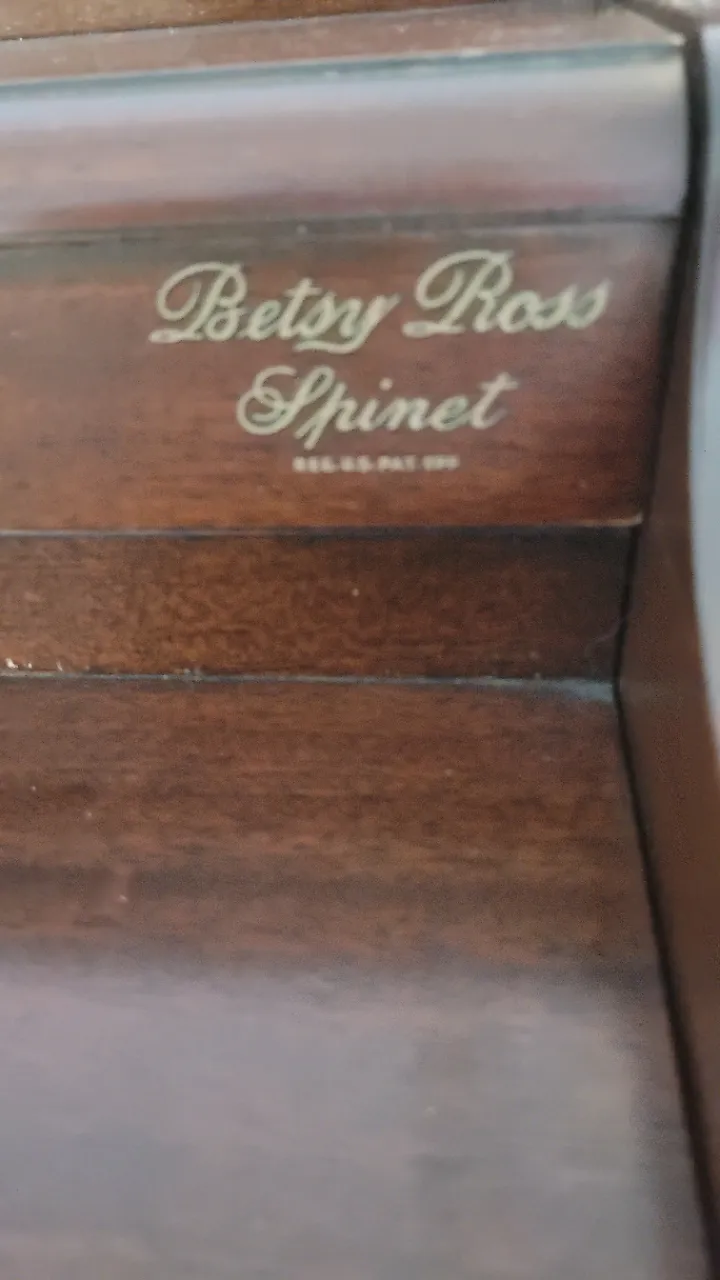 Betsy Ross
Spinet
REG. U.S. PAT. OFF.